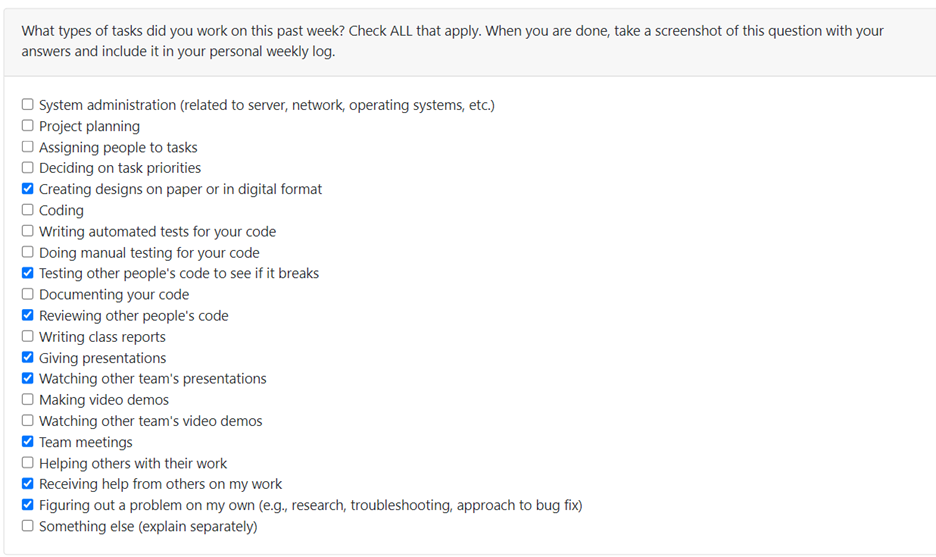 What types of tasks did you work on this past week? Check ALL that apply. When you are done, take a screenshot of this question with your
answers and include it in your personal weekly log.
System administration (related to server, network, operating systems, etc.)
Project planning
Assigning people to tasks
Deciding on task priorities
Creating designs on paper or in digital format
Coding
Writing automated tests for your code
Doing manual testing for your code
Testing other people's code to see if it breaks
Documenting your code
Reviewing other people's code
Writing class reports
Giving presentations
Watching other team's presentations
Making video demos
Watching other team's video demos
Team meetings
Helping others with their work
Receiving help from others on my work
Figuring out a problem on my own (e.g., research, troubleshooting, approach to bug fix)
Something else (explain separately)